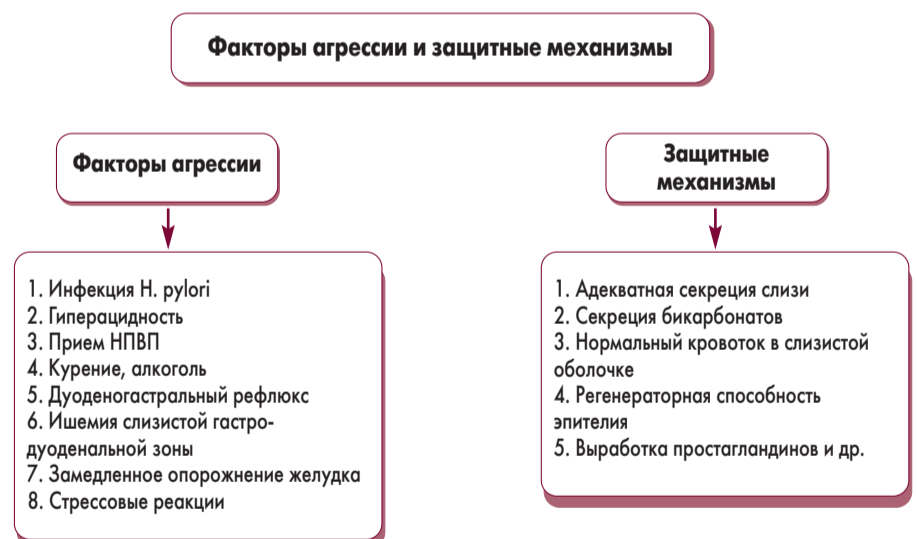 Факторы агрессии и защитные механизмы
Факторы агрессии
1. Инфекция H. pylori
2. Гиперацидность
3. Прием НПВП
4. Курение, алкоголь
5. Дуоденогастральный рефлюкс
6. Ишемия слизистой гастро-
дуоденальной зоны
7. Замедленное опорожнение желудка
8. Стрессовые реакции
Защитные
механизмы
1. Адекватная секреция слизи
2. Секреция бикарбонатов
3. Нормальный кровоток в слизистой
оболочке
4. Регенераторная способность
эпителия
5. Выработка простагландинов и др.